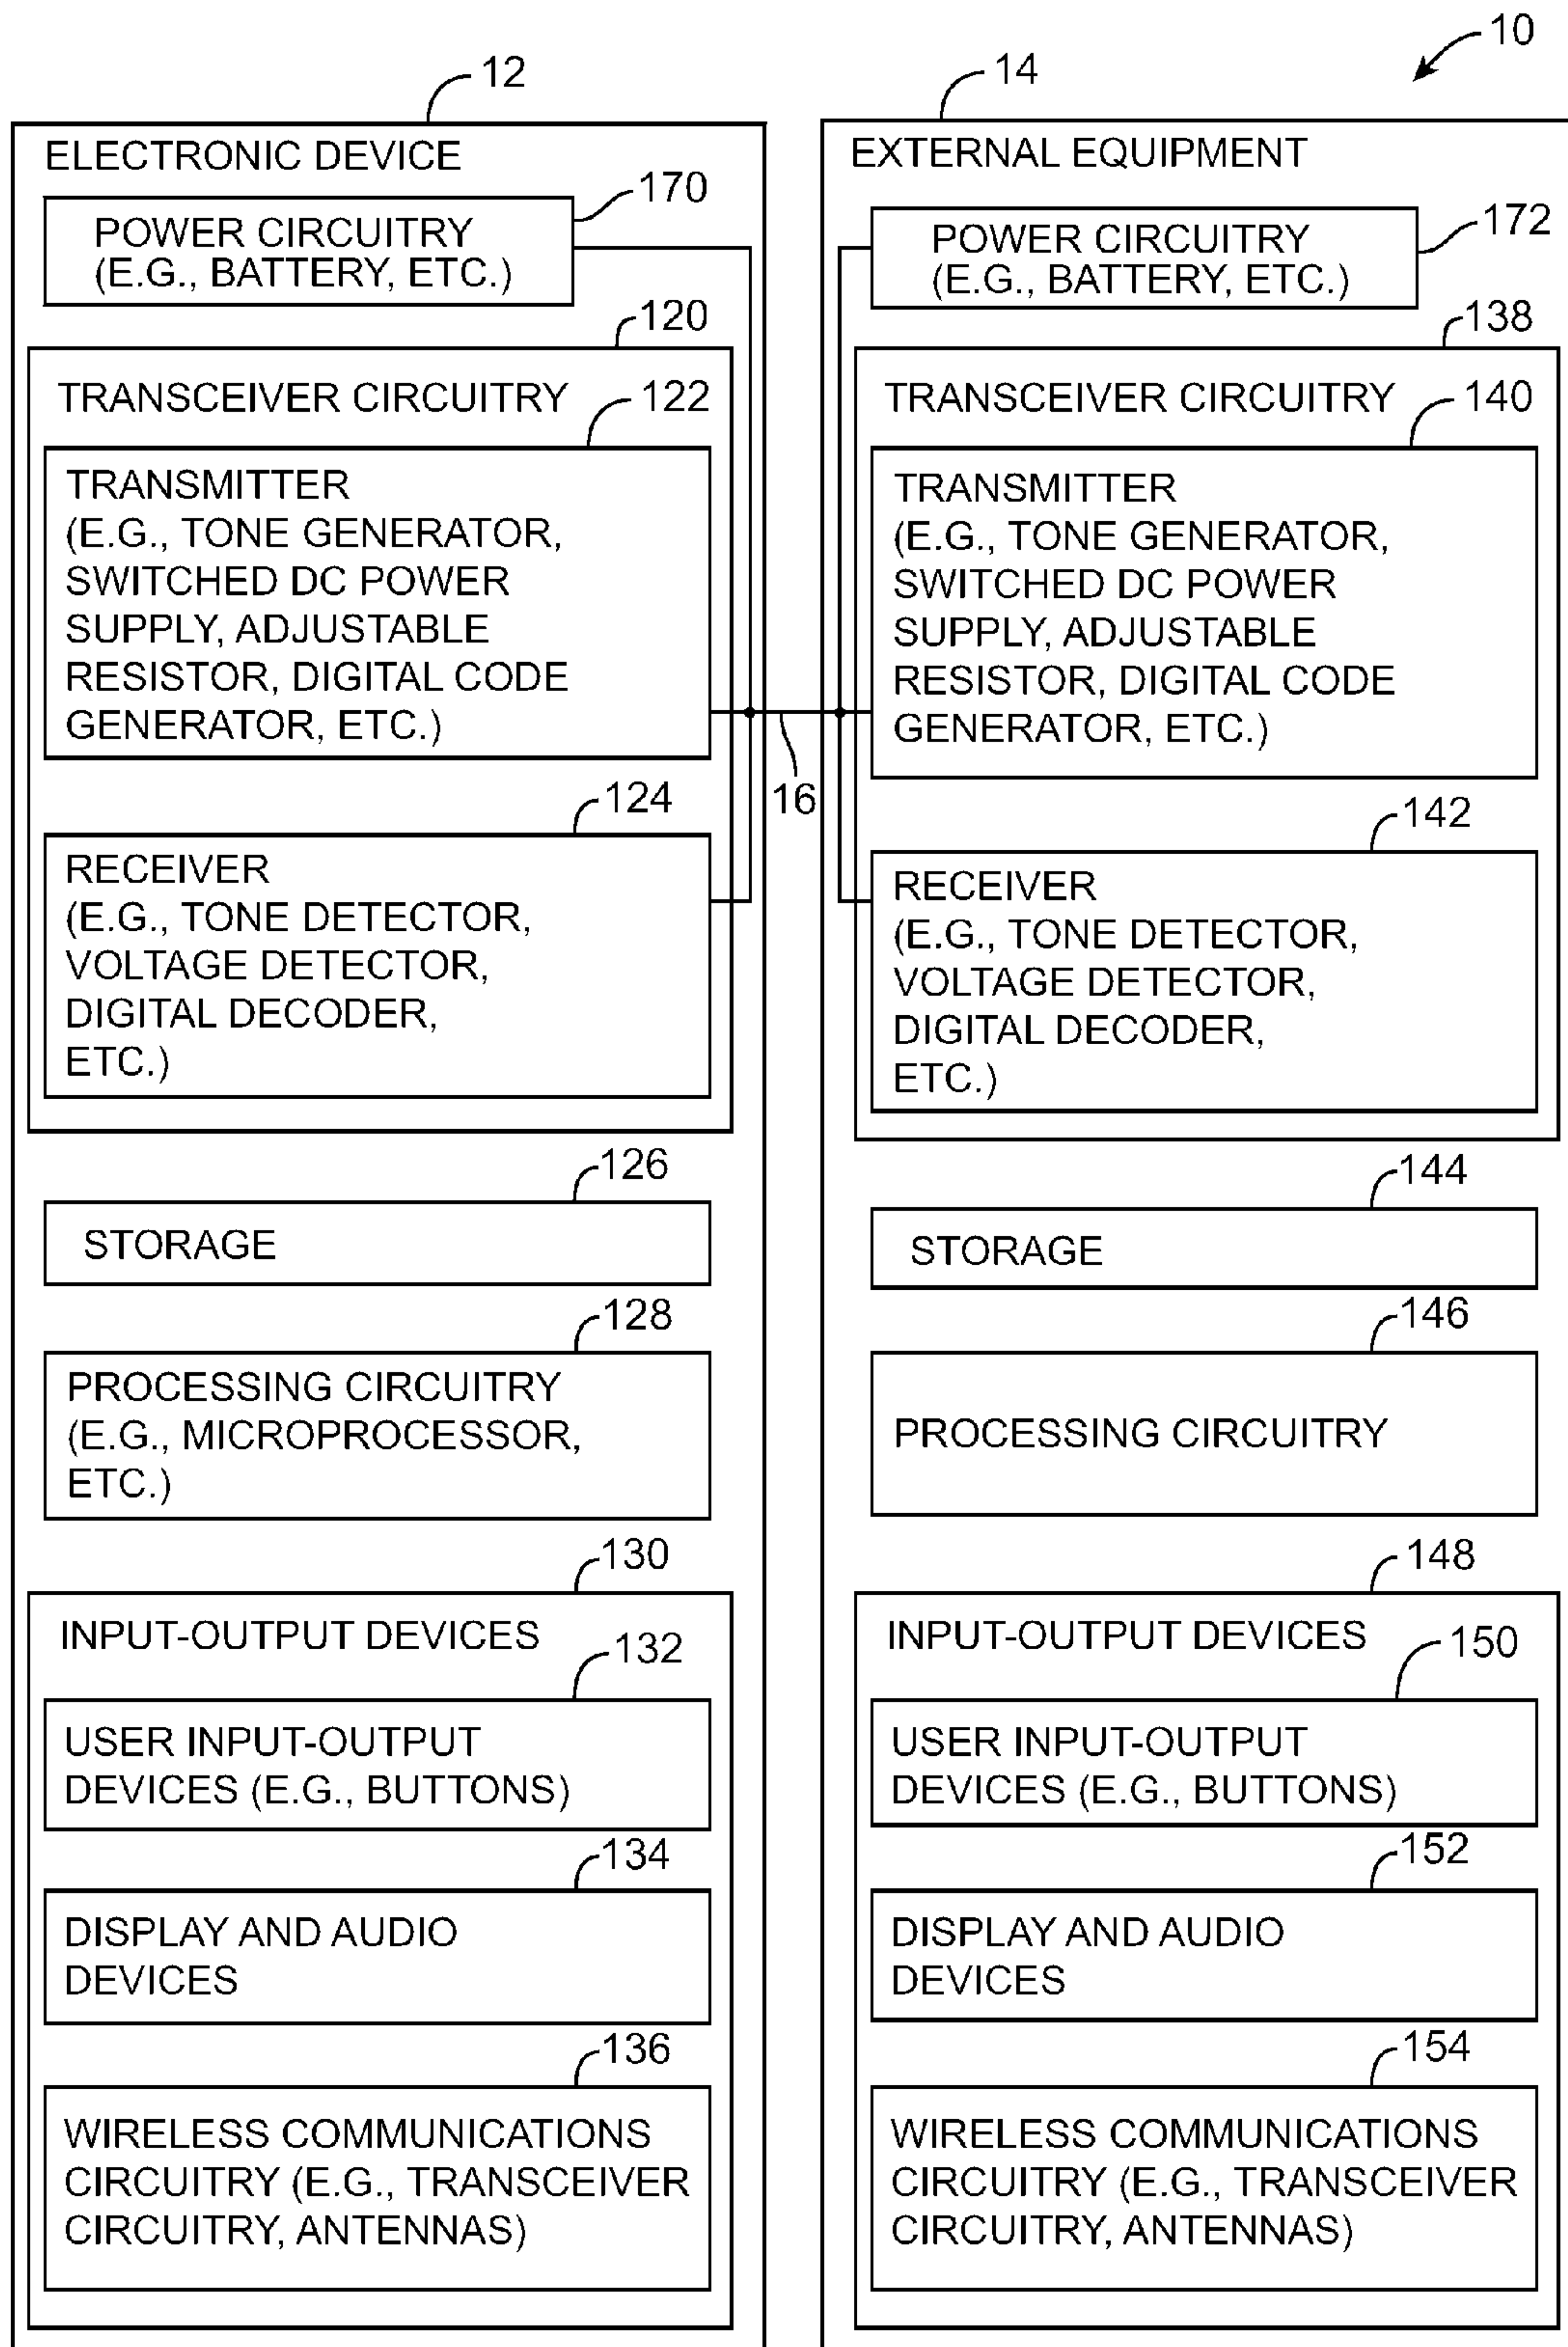 10
12
ELECTRONIC DEVICE
170
POWER CIRCUITRY
(E.G., BATTERY, ETC.)
120
TRANSCEIVER CIRCUITRY
122
TRANSMITTER
(E.G., TONE GENERATOR,
SWITCHED DC POWER
SUPPLY, ADJUSTABLE
RESISTOR, DIGITAL CODE
GENERATOR, ETC.)
16
124
RECEIVER
(E.G., TONE DETECTOR,
VOLTAGE DETECTOR,
DIGITAL DECODER,
ETC.)
126
STORAGE
128
PROCESSING CIRCUITRY
(E.G., MICROPROCESSOR,
ETC.)
130
INPUT-OUTPUT DEVICES
132
USER INPUT-OUTPUT
DEVICES (E.G., BUTTONS)
134
DISPLAY AND AUDIO
DEVICES
136
WIRELESS COMMUNICATIONS
CIRCUITRY (E.G., TRANSCEIVER
CIRCUITRY, ANTENNAS)
14
EXTERNAL EQUIPMENT
172
POWER CIRCUITRY
(E.G., BATTERY, ETC.)
138
TRANSCEIVER CIRCUITRY
140
TRANSMITTER
(E.G., TONE GENERATOR,
SWITCHED DC POWER
SUPPLY, ADJUSTABLE
RESISTOR, DIGITAL CODE
GENERATOR, ETC.)
142
RECEIVER
(E.G., TONE DETECTOR,
VOLTAGE DETECTOR,
DIGITAL DECODER,
ETC.)
144
STORAGE
146
PROCESSING CIRCUITRY
148
INPUT-OUTPUT DEVICES
150
USER INPUT-OUTPUT
DEVICES (E.G., BUTTONS)
152
DISPLAY AND AUDIO
DEVICES
154
WIRELESS COMMUNICATIONS
CIRCUITRY (E.G., TRANSCEIVER
CIRCUITRY, ANTENNAS)